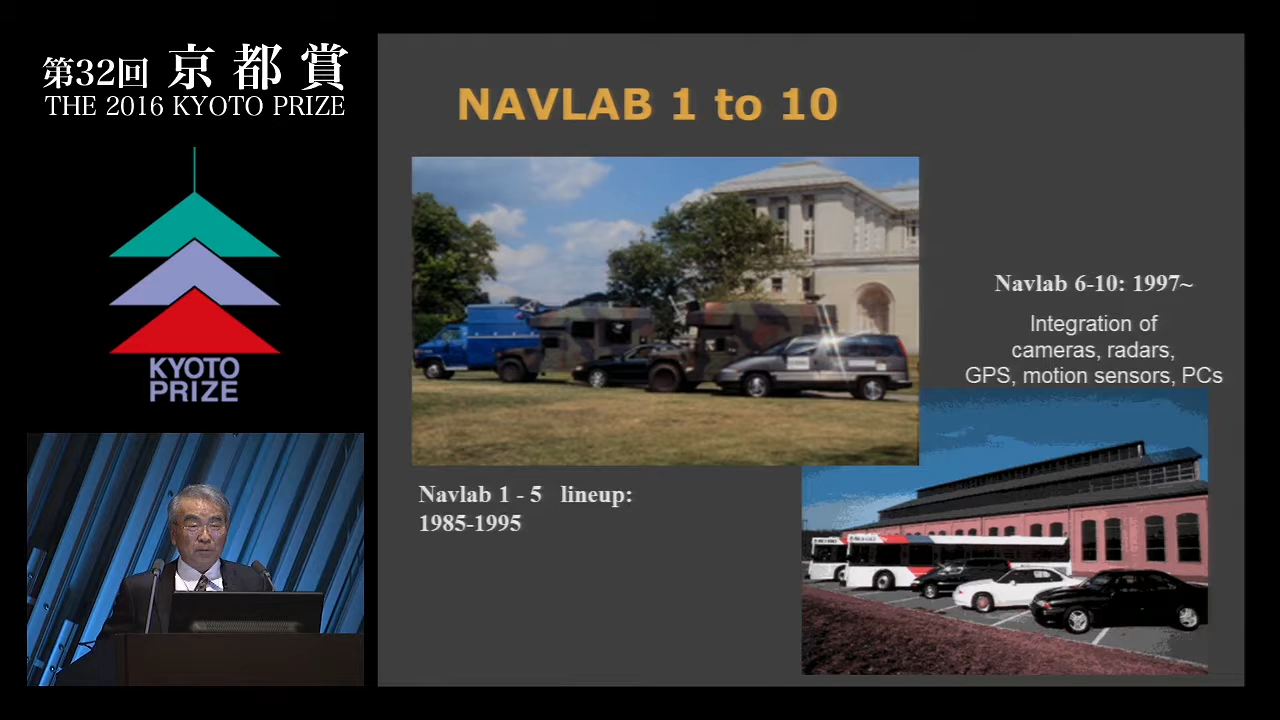 第32回 京都賞
THE 2016 KYOTO PRIZE
KYOTO
PRIZE
NAVLAB 1 to 10
Navlab 6-10: 1997~
Integration of
cameras, radars,
GPS, motion sensors, PCs
Navlab 1 - 5 lineup:
1985-1995